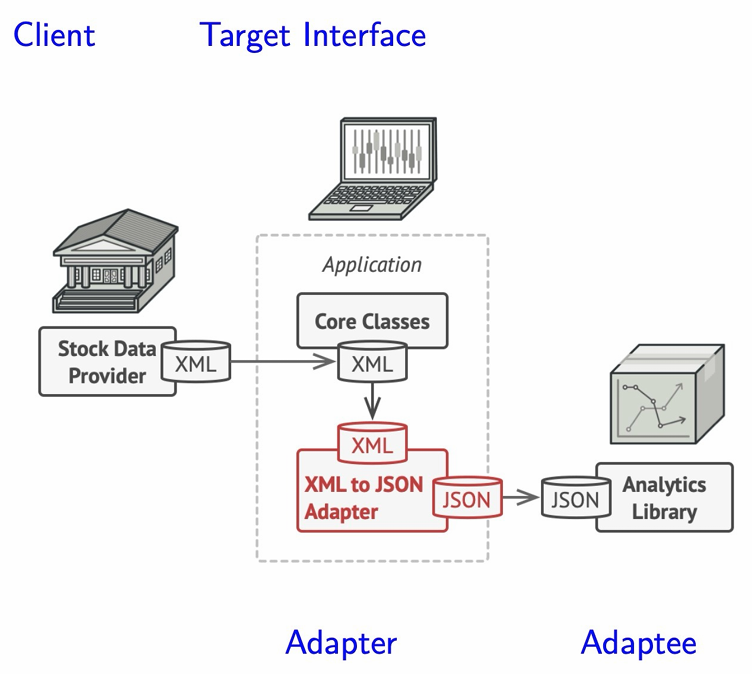 Client
Target Interface
Application
Core Classes
Stock Data
Provider
XML
XML
XML
XML to JSON
Adapter
JSON
JSON
Analytics
Library
Adapter
Adaptee